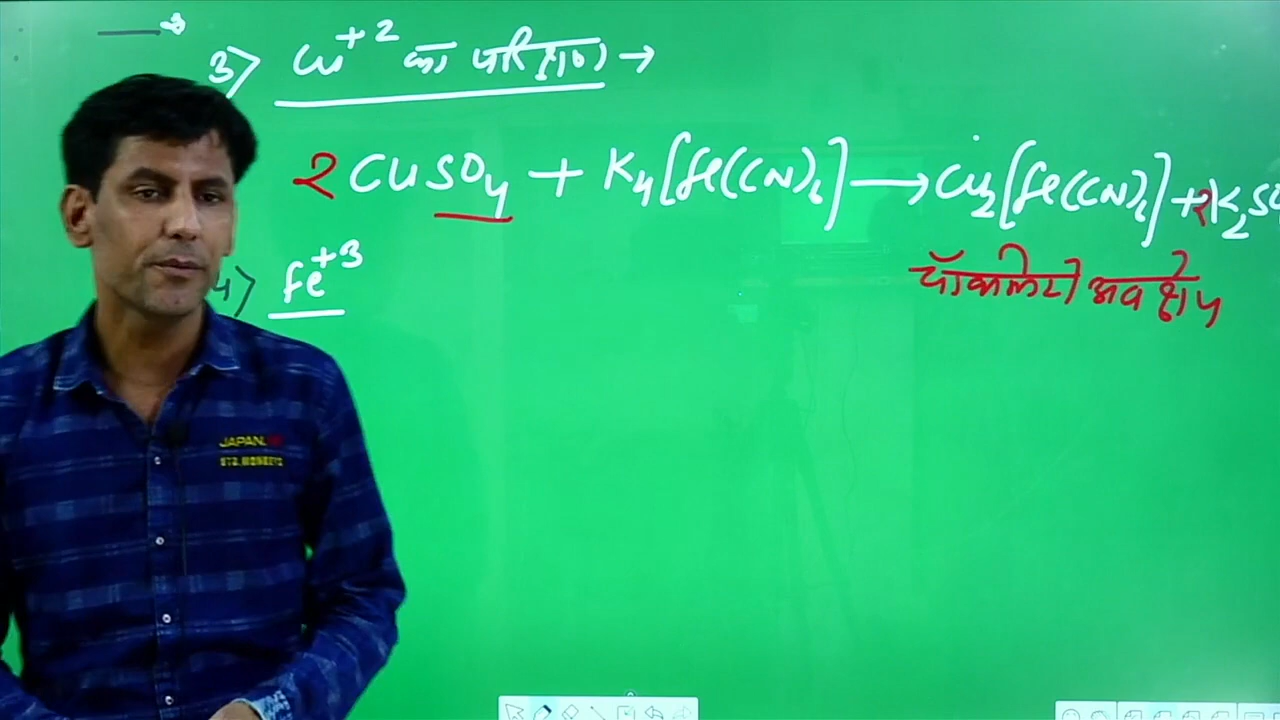 3) Cu+2 का परीक्षण →
2CuSO4 + K4[Fe(CN)6] → Cu2[Fe(CN)6] + 2K2SO
चॉकलेटी अवक्षेप
4) Fe+3
JAPAN.